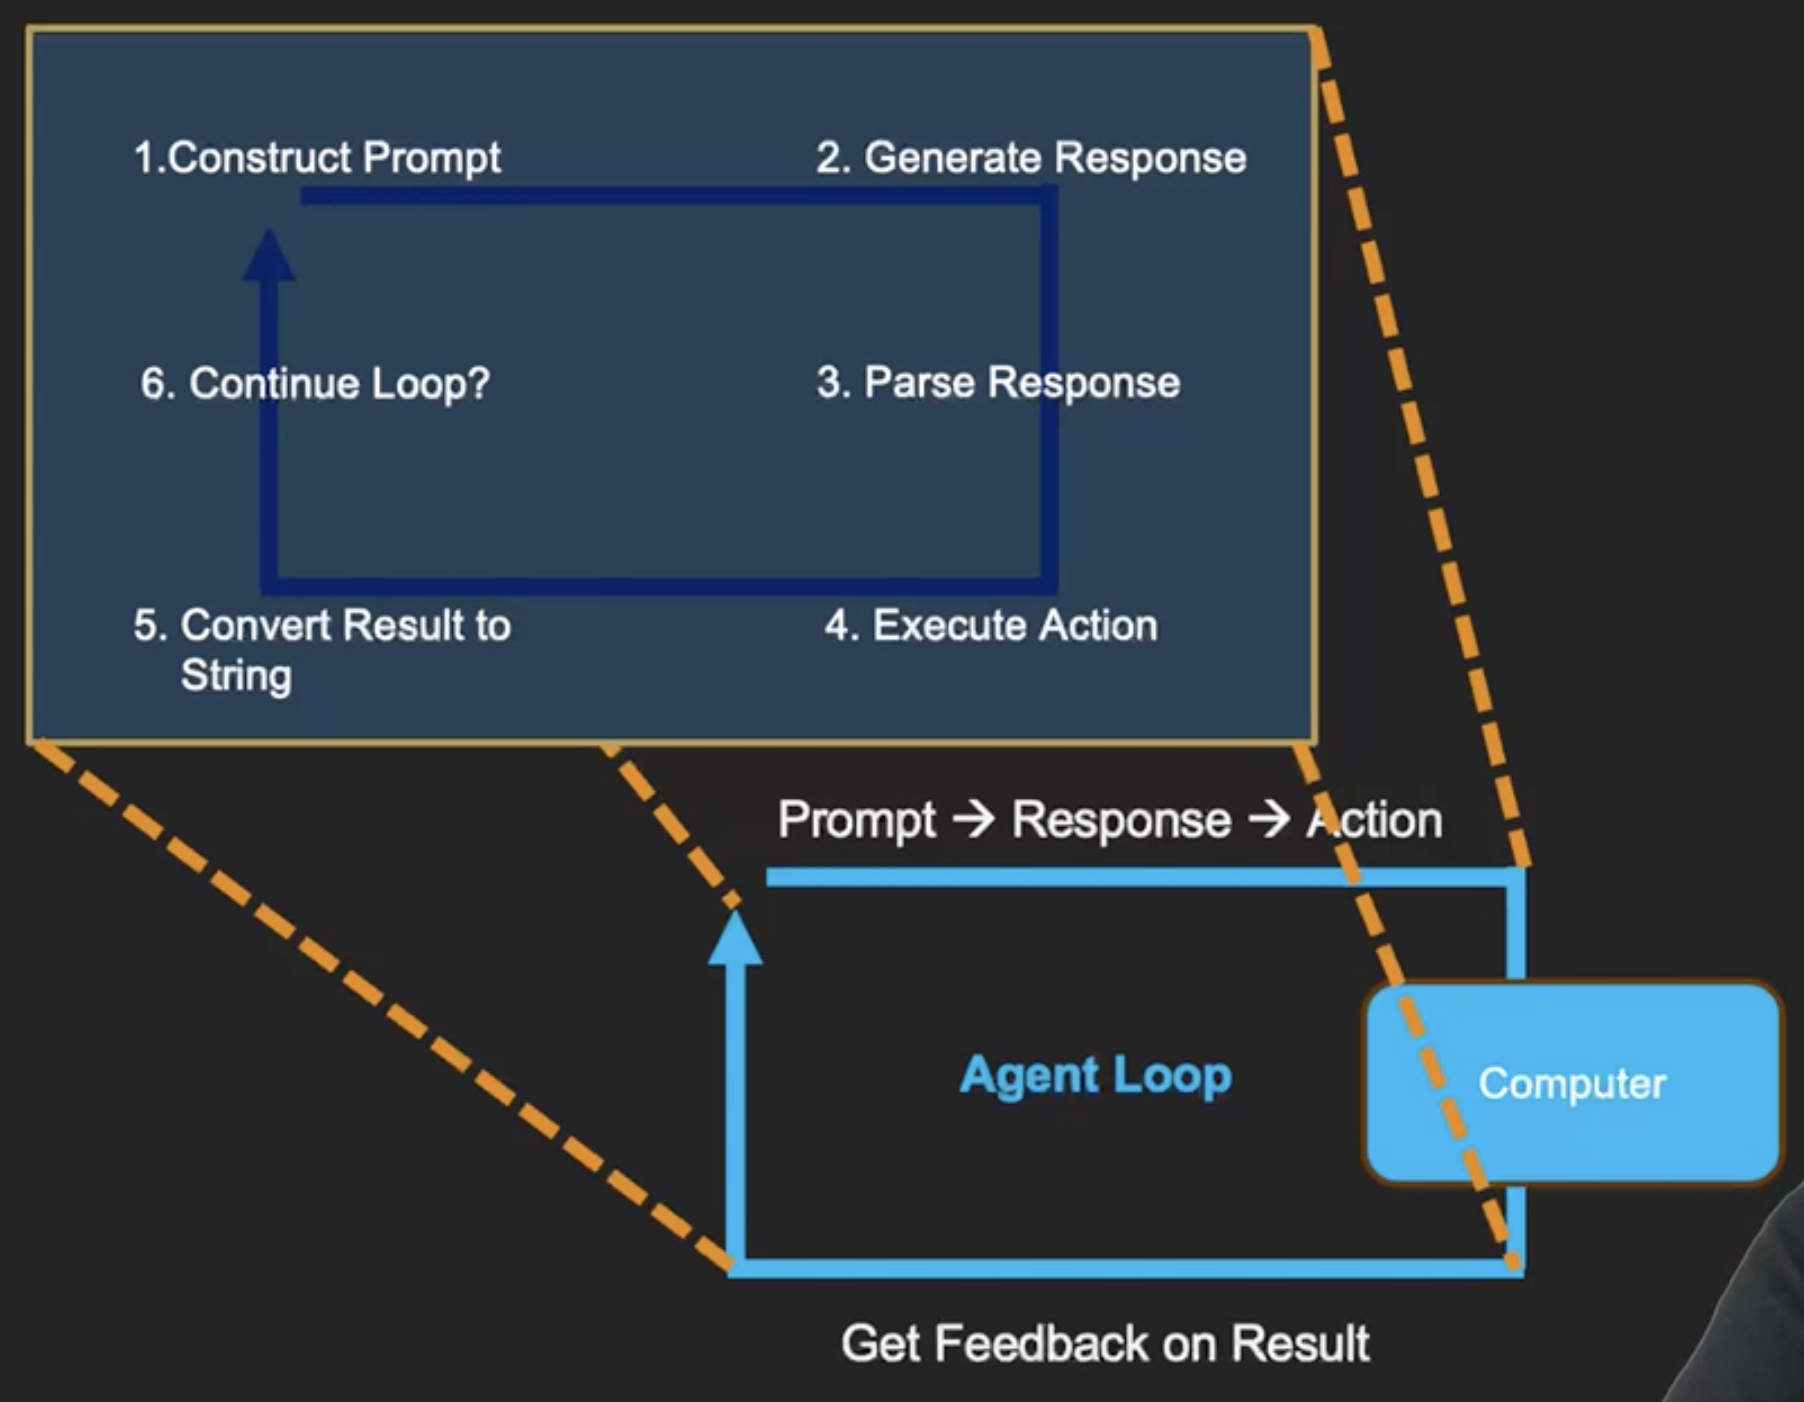 1.Construct Prompt
2. Generate Response
6. Continue Loop?
3. Parse Response
5. Convert Result to
String
4. Execute Action
Prompt → Response → Action
Agent Loop
Computer
Get Feedback on Result